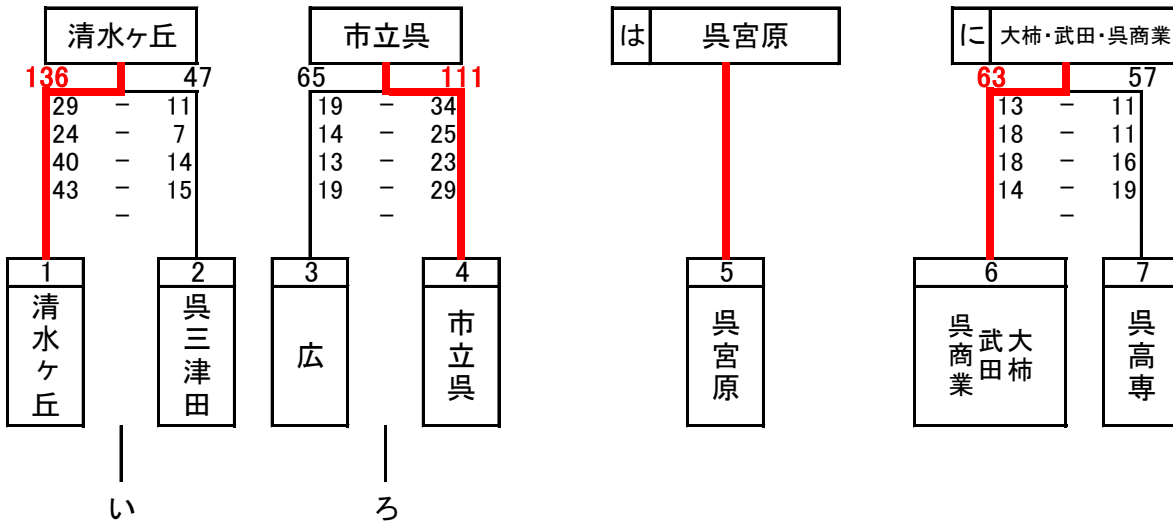 清水ヶ丘
市立呉
は 呉宮原
に 大柿・武田・呉商業
136 47
65 111
63 57
29 － 11
24 － 7
40 － 14
43 － 15
－
19 － 34
14 － 25
13 － 23
19 － 29
－
13 － 11
18 － 11
18 － 16
14 － 19
－
1
2
3
4
5
6
7
清水ヶ丘
呉三津田
広
市立呉
呉宮原
大柿
武田
呉商業
呉高専
い
ろ